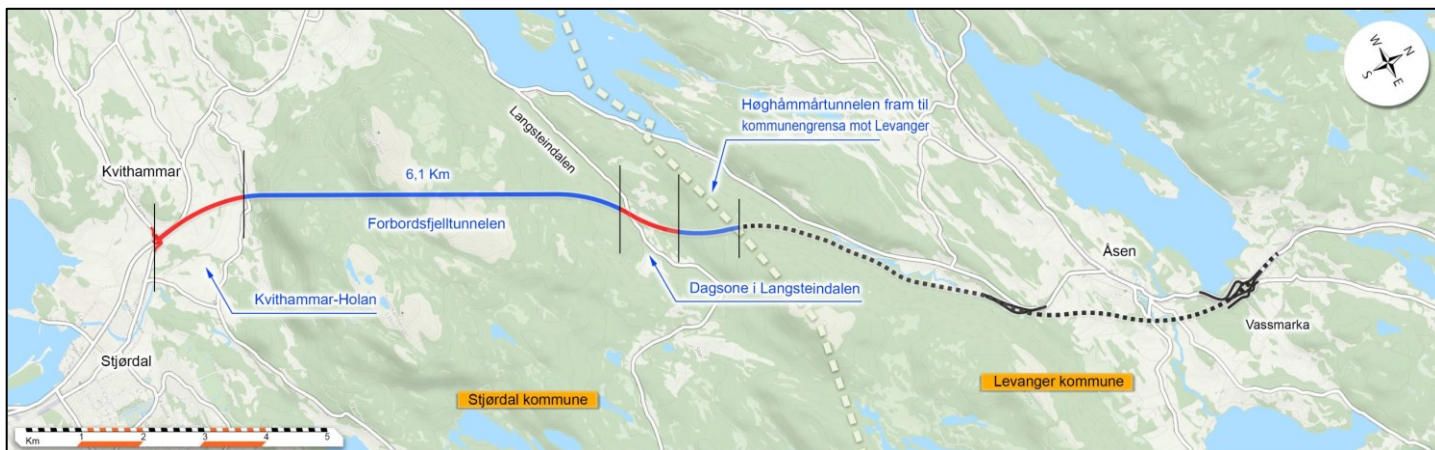 W
N
S
E
Høghåmmårtunnelen fram til
kommunengrensa mot Levanger
Langsteindalen
Kvithammar
6,1 Km
Forbordsfjelltunnelen
Åsen
Kvithammar-Holan
Dagsone i Langsteindalen
Vassmarka
Stjørdal
Levanger kommune
Stjørdal kommune
1 2 3 4 5
Km